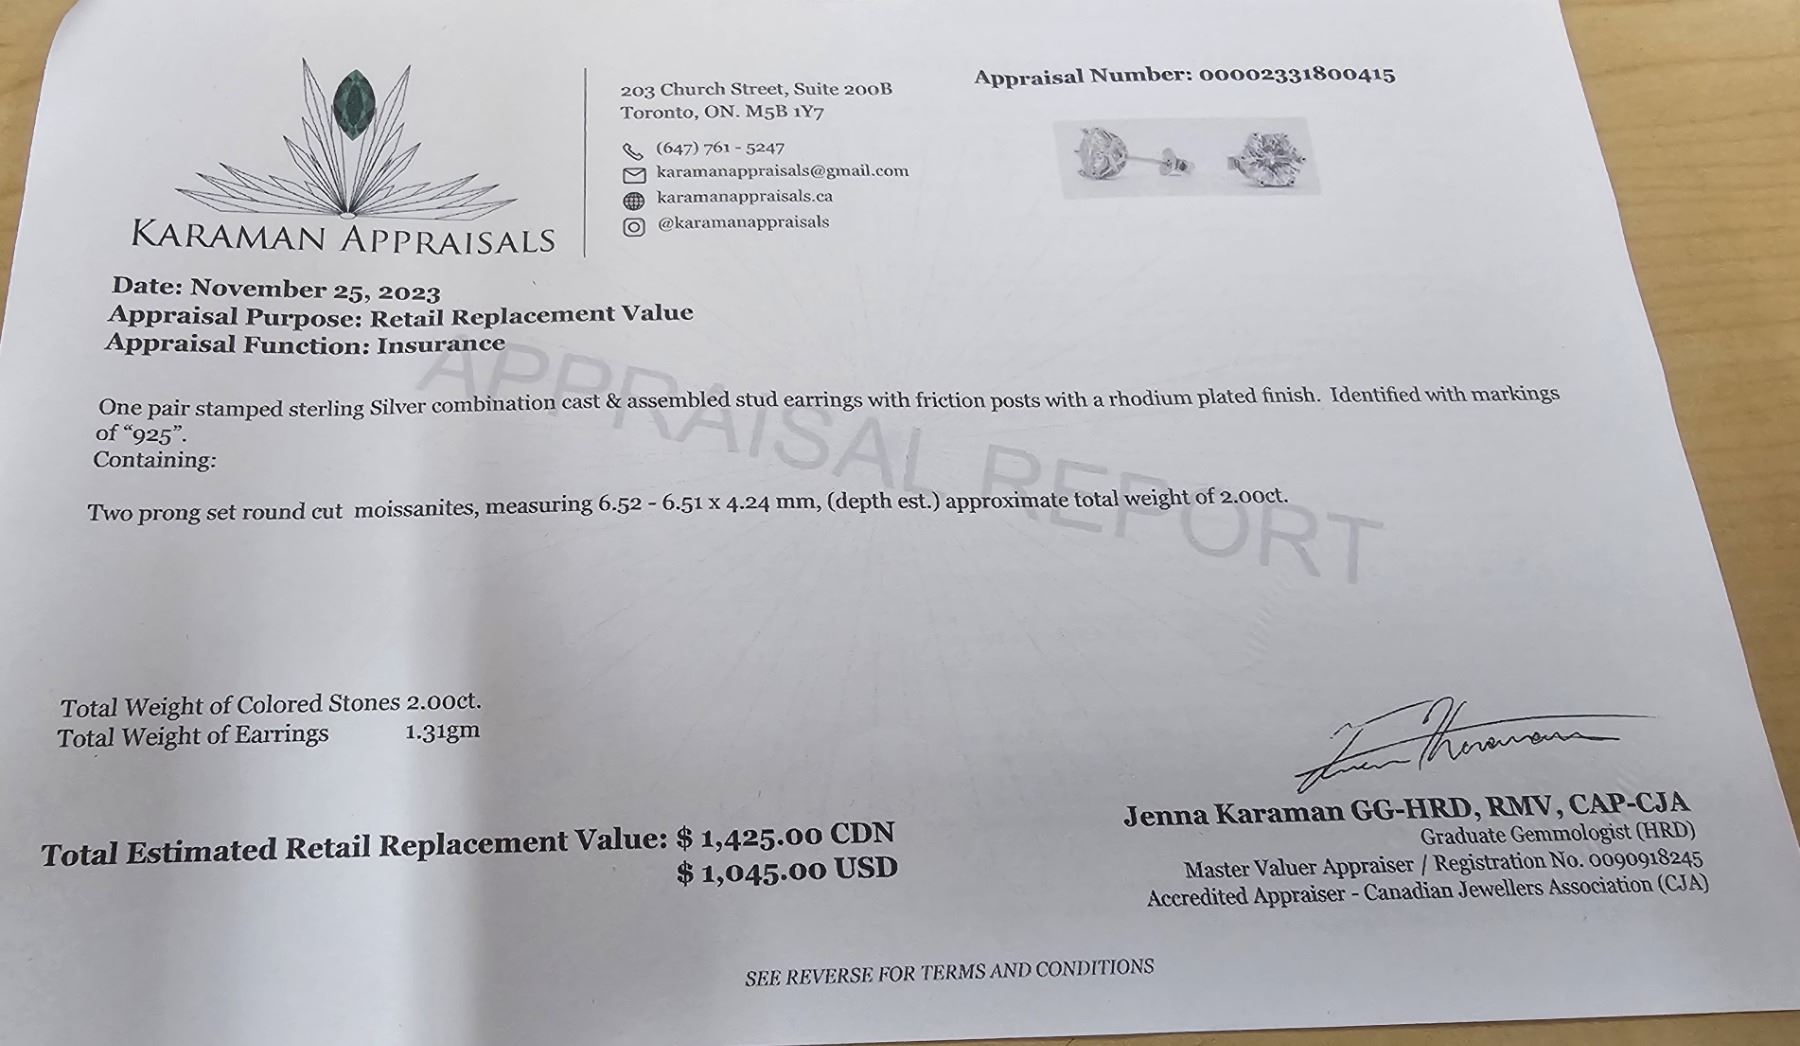 KARAMAN APPRAISALS
203 Church Street, Suite 200B
Toronto, ON. M5B 1Y7
(647) 761 - 5247
karamanappraisals@gmail.com
karamanappraisals.ca
@karamanappraisals
Appraisal Number: 00002331800415
Date: November 25, 2023
Appraisal Purpose: Retail Replacement Value
Appraisal Function: Insurance
APPRAISAL REPORT
One pair stamped sterling Silver combination cast & assembled stud earrings with friction posts with a rhodium plated finish. Identified with markings
of “925”.
Containing:
Two prong set round cut moissanites, measuring 6.52 - 6.51 x 4.24 mm, (depth est.) approximate total weight of 2.00ct.
Total Weight of Colored Stones 2.00ct.
Total Weight of Earrings 1.31gm
Total Estimated Retail Replacement Value: $ 1,425.00 CDN
$ 1,045.00 USD
Jenna Karaman GG-HRD, RMV, CAP-CJA
Graduate Gemmologist (HRD)
Master Valuer Appraiser / Registration No. 0090918245
Accredited Appraiser - Canadian Jewellers Association (CJA)
SEE REVERSE FOR TERMS AND CONDITIONS